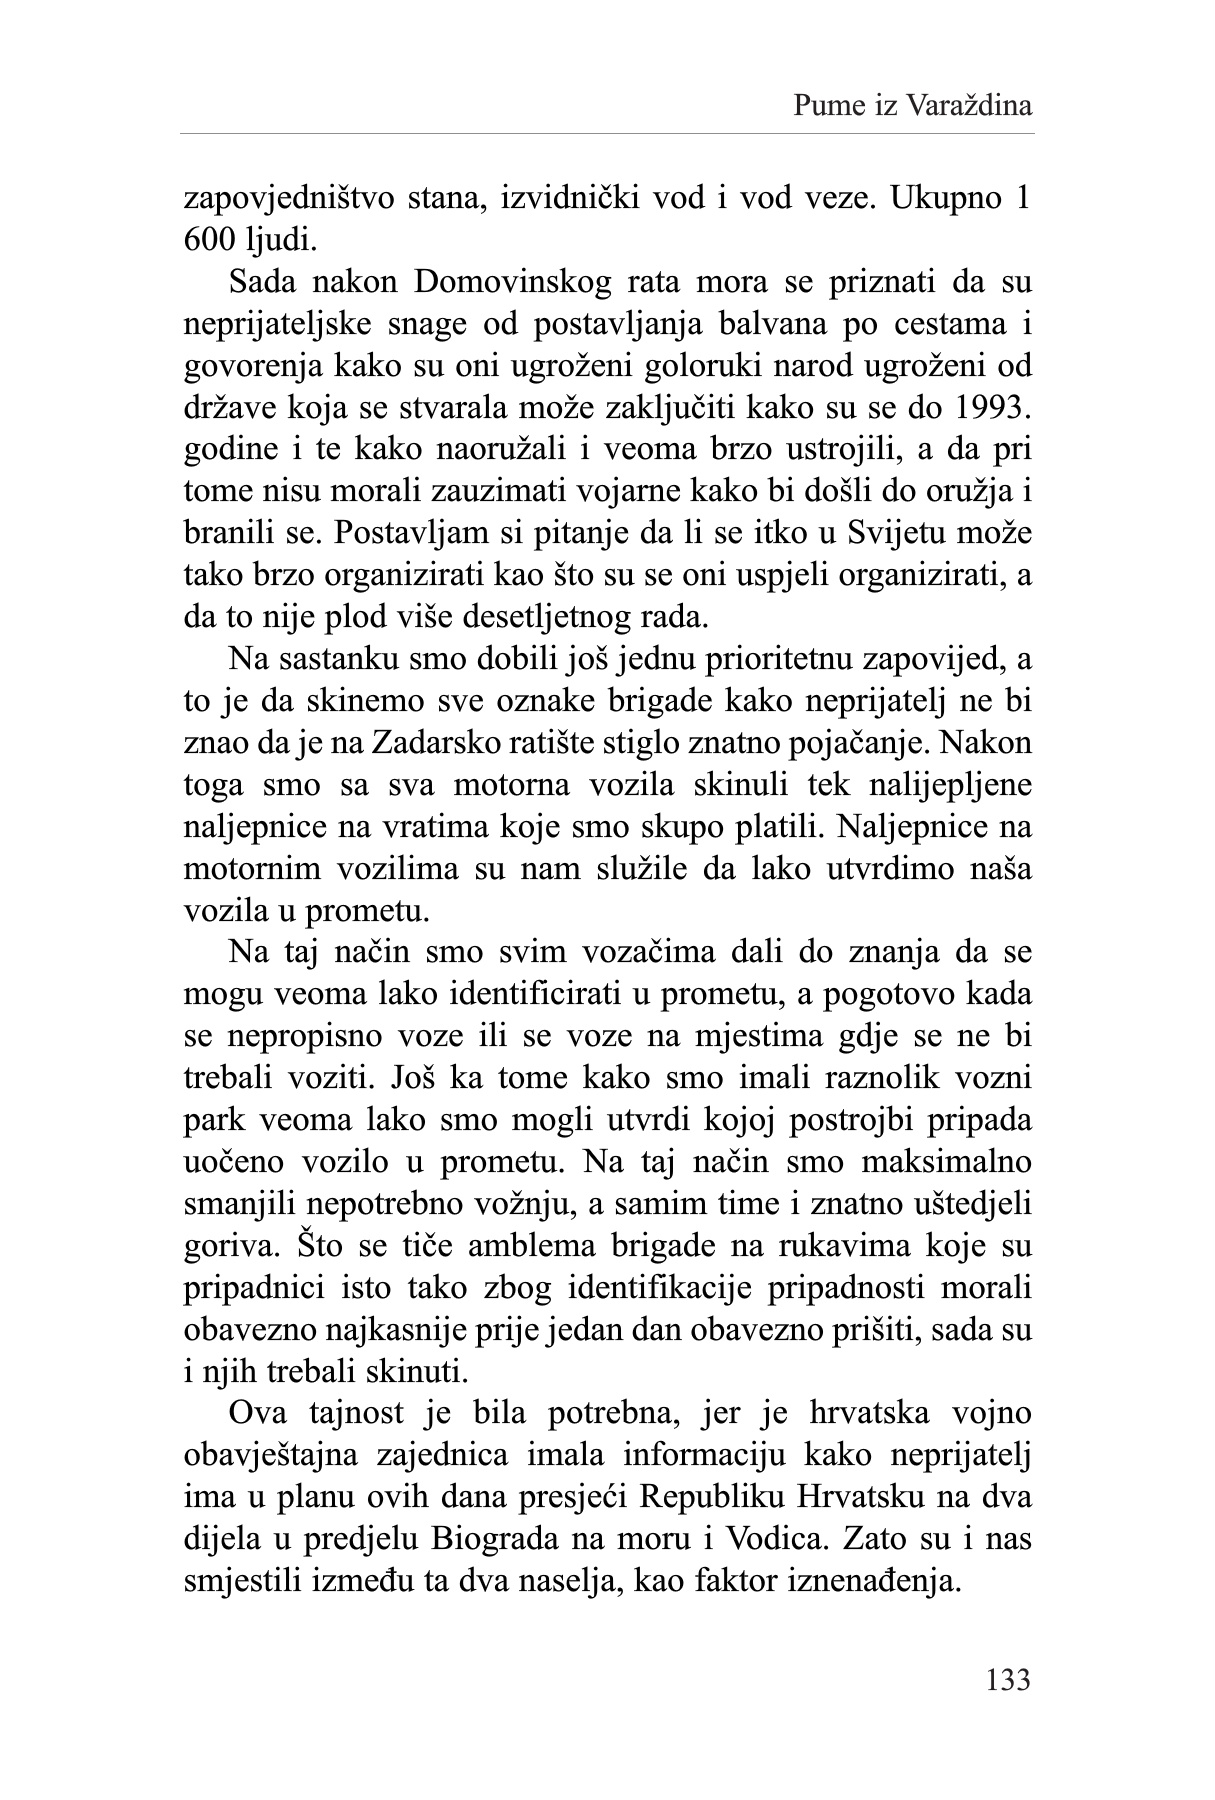 Pume iz Varaždina
zapovjedništvo stana, izvidnički vod i vod veze. Ukupno 1
600 ljudi.
Sada nakon Domovinskog rata mora se priznati da su
neprijateljske snage od postavljanja balvana po cestama i
govorenja kako su oni ugroženi goloruki narod ugroženi od
države koja se stvarala može zaključiti kako su se do 1993.
godine i te kako naoružali i veoma brzo ustrojili, a da pri
tome nisu morali zauzimati vojarne kako bi došli do oružja i
branili se. Postavljam si pitanje da li se itko u Svijetu može
tako brzo organizirati kao što su se oni uspjeli organizirati, a
da to nije plod više desetljetnog rada.
Na sastanku smo dobili još jednu prioritetnu zapovijed, a
to je da skinemo sve oznake brigade kako neprijatelj ne bi
znao da je na Zadarsko ratište stiglo znatno pojačanje. Nakon
toga smo sa sva motorna vozila skinuli tek nalijepljene
naljepnice na vratima koje smo skupo platili. Naljepnice na
motornim vozilima su nam služile da lako utvrdimo naša
vozila u prometu.
Na taj način smo svim vozačima dali do znanja da se
mogu veoma lako identificirati u prometu, a pogotovo kada
se nepropisno voze ili se voze na mjestima gdje se ne bi
trebali voziti. Još ka tome kako smo imali raznolik vozni
park veoma lako smo mogli utvrdi kojoj postrojbi pripada
uočeno vozilo u prometu. Na taj način smo maksimalno
smanjili nepotrebno vožnju, a samim time i znatno uštedjeli
goriva. Što se tiče amblema brigade na rukavima koje su
pripadnici isto tako zbog identifikacije pripadnosti morali
obavezno najkasnije prije jedan dan obavezno prišiti, sada su
i njih trebali skinuti.
Ova tajnost je bila potrebna, jer je hrvatska vojno
obavještajna zajednica imala informaciju kako neprijatelj
ima u planu ovih dana presjeći Republiku Hrvatsku na dva
dijela u predjelu Biograda na moru i Vodica. Zato su i nas
smjestili između ta dva naselja, kao faktor iznenađenja.
133